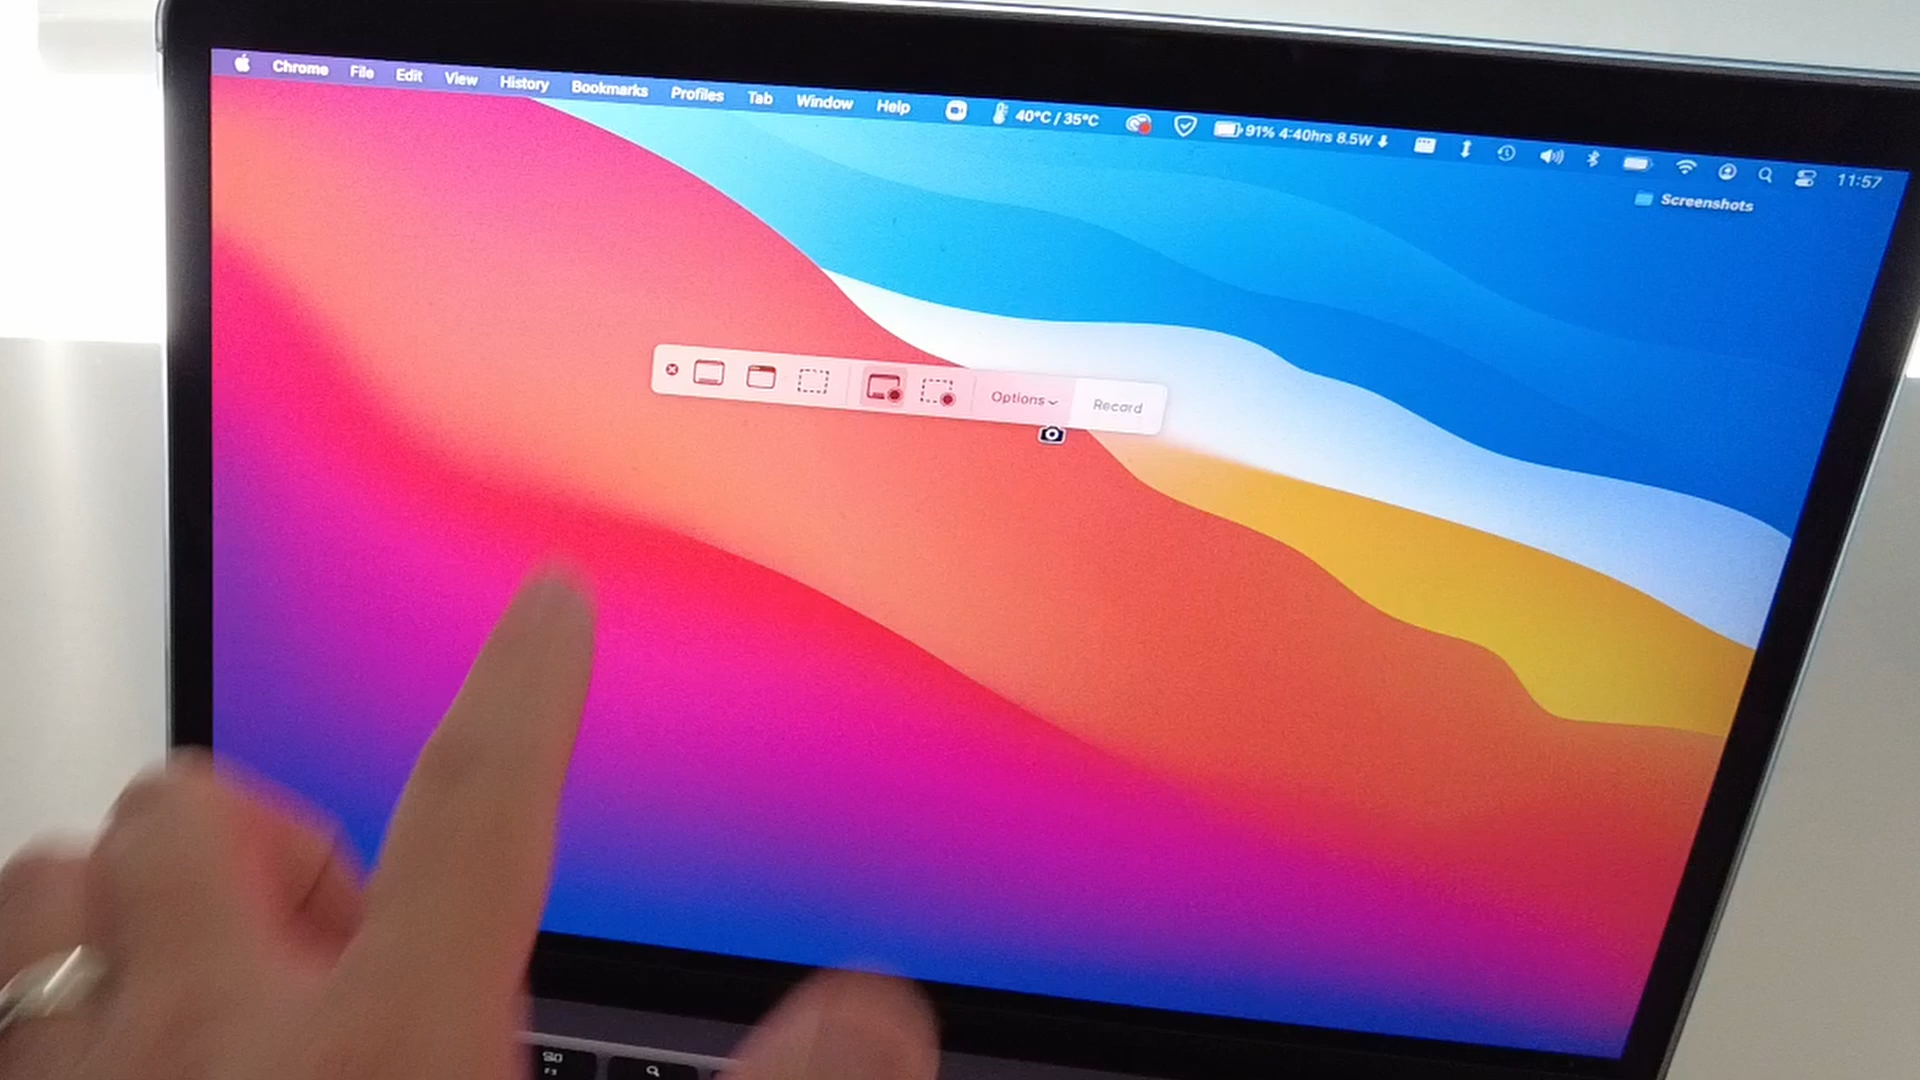 Chrome File Edit View History Bookmarks Profiles Tab Window Help 40°C / 35°C 91% 4:40hrs 8.5W 11:57
Screenshots
Options Record
F3